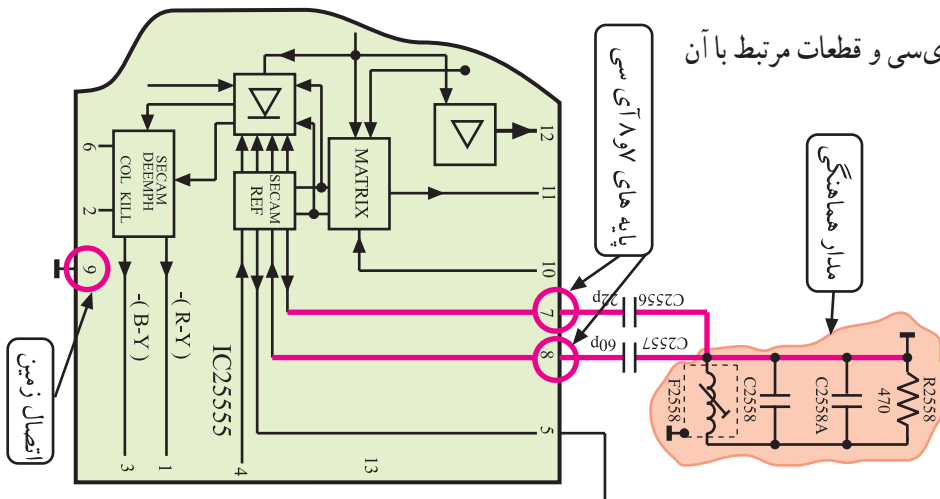 ی‌سی و قطعات مرتبط با آن
پایه های ۷ و ۸ آی سی
مدار هماهنگی
اتصال زمین
IC25555
SECAM
DEEMPH
COL KILL
SECAM
REF
MATRIX
-( B-Y )
-( R-Y )
6
2
9
3
1
4
13
12
11
10
7
8
5
C2556
22p
C2557
60p
F2558
C2558
C2558A
R2558
470